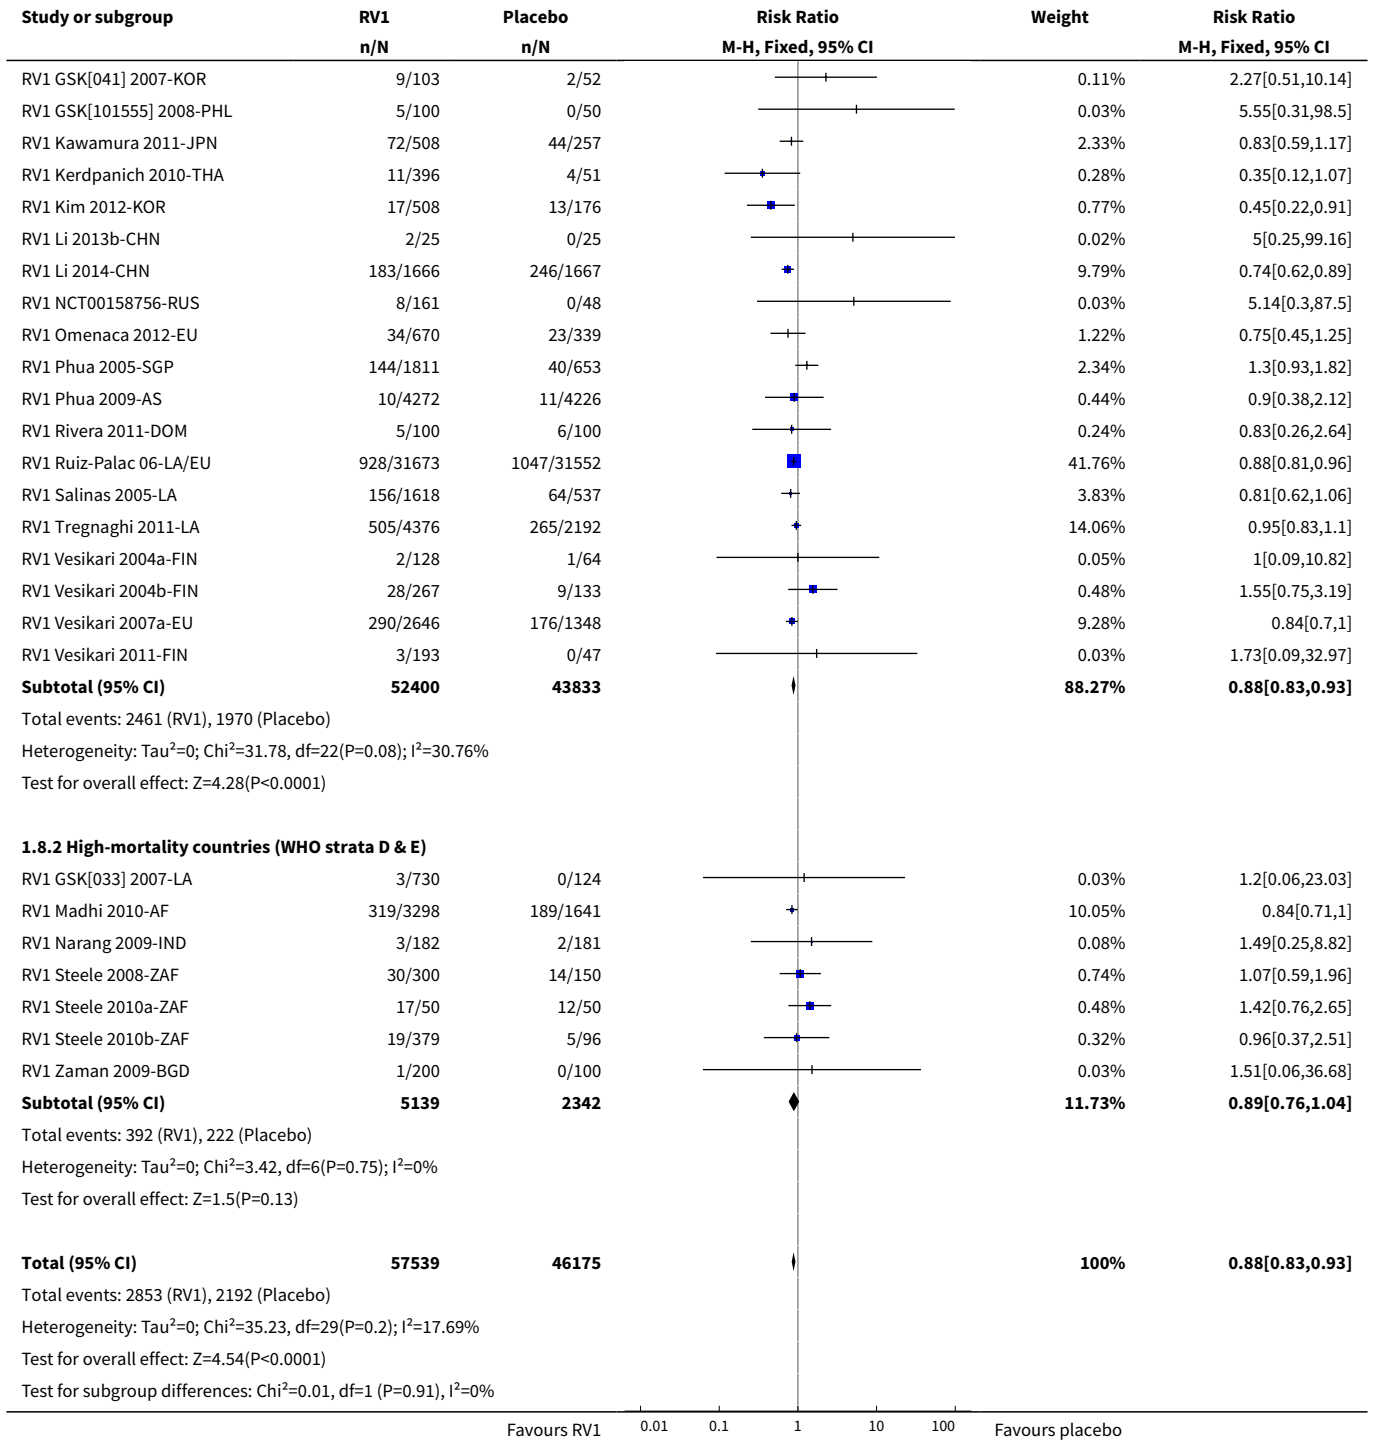 Study or subgroup RV1 Placebo Risk Ratio Weight Risk Ratio
n/N n/N M-H, Fixed, 95% CI M-H, Fixed, 95% CI
RV1 GSK[041] 2007-KOR 9/103 2/52 0.11% 2.27[0.51,10.14]
RV1 GSK[101555] 2008-PHL 5/100 0/50 0.03% 5.55[0.31,98.5]
RV1 Kawamura 2011-JPN 72/508 44/257 2.33% 0.83[0.59,1.17]
RV1 Kerdpanich 2010-THA 11/396 4/51 0.28% 0.35[0.12,1.07]
RV1 Kim 2012-KOR 17/508 13/176 0.77% 0.45[0.22,0.91]
RV1 Li 2013b-CHN 2/25 0/25 0.02% 5[0.25,99.16]
RV1 Li 2014-CHN 183/1666 246/1667 9.79% 0.74[0.62,0.89]
RV1 NCT00158756-RUS 8/161 0/48 0.03% 5.14[0.3,87.5]
RV1 Omenaca 2012-EU 34/670 23/339 1.22% 0.75[0.45,1.25]
RV1 Phua 2005-SGP 144/1811 40/653 2.34% 1.3[0.93,1.82]
RV1 Phua 2009-AS 10/4272 11/4226 0.44% 0.9[0.38,2.12]
RV1 Rivera 2011-DOM 5/100 6/100 0.24% 0.83[0.26,2.64]
RV1 Ruiz-Palac 06-LA/EU 928/31673 1047/31552 41.76% 0.88[0.81,0.96]
RV1 Salinas 2005-LA 156/1618 64/537 3.83% 0.81[0.62,1.06]
RV1 Tregnaghi 2011-LA 505/4376 265/2192 14.06% 0.95[0.83,1.1]
RV1 Vesikari 2004a-FIN 2/128 1/64 0.05% 1[0.09,10.82]
RV1 Vesikari 2004b-FIN 28/267 9/133 0.48% 1.55[0.75,3.19]
RV1 Vesikari 2007a-EU 290/2646 176/1348 9.28% 0.84[0.7,1]
RV1 Vesikari 2011-FIN 3/193 0/47 0.03% 1.73[0.09,32.97]
Subtotal (95% CI) 52400 43833 88.27% 0.88[0.83,0.93]
Total events: 2461 (RV1), 1970 (Placebo)
Heterogeneity: Tau²=0; Chi²=31.78, df=22(P=0.08); I²=30.76%
Test for overall effect: Z=4.28(P<0.0001)
1.8.2 High-mortality countries (WHO strata D & E)
RV1 GSK[033] 2007-LA 3/730 0/124 0.03% 1.2[0.06,23.03]
RV1 Madhi 2010-AF 319/3298 189/1641 10.05% 0.84[0.71,1]
RV1 Narang 2009-IND 3/182 2/181 0.08% 1.49[0.25,8.82]
RV1 Steele 2008-ZAF 30/300 14/150 0.74% 1.07[0.59,1.96]
RV1 Steele 2010a-ZAF 17/50 12/50 0.48% 1.42[0.76,2.65]
RV1 Steele 2010b-ZAF 19/379 5/96 0.32% 0.96[0.37,2.51]
RV1 Zaman 2009-BGD 1/200 0/100 0.03% 1.51[0.06,36.68]
Subtotal (95% CI) 5139 2342 11.73% 0.89[0.76,1.04]
Total events: 392 (RV1), 222 (Placebo)
Heterogeneity: Tau²=0; Chi²=3.42, df=6(P=0.75); I²=0%
Test for overall effect: Z=1.5(P=0.13)
Total (95% CI) 57539 46175 100% 0.88[0.83,0.93]
Total events: 2853 (RV1), 2192 (Placebo)
Heterogeneity: Tau²=0; Chi²=35.23, df=29(P=0.2); I²=17.69%
Test for overall effect: Z=4.54(P<0.0001)
Test for subgroup differences: Chi²=0.01, df=1 (P=0.91), I²=0%
Favours RV1 0.01 0.1 1 10 100 Favours placebo